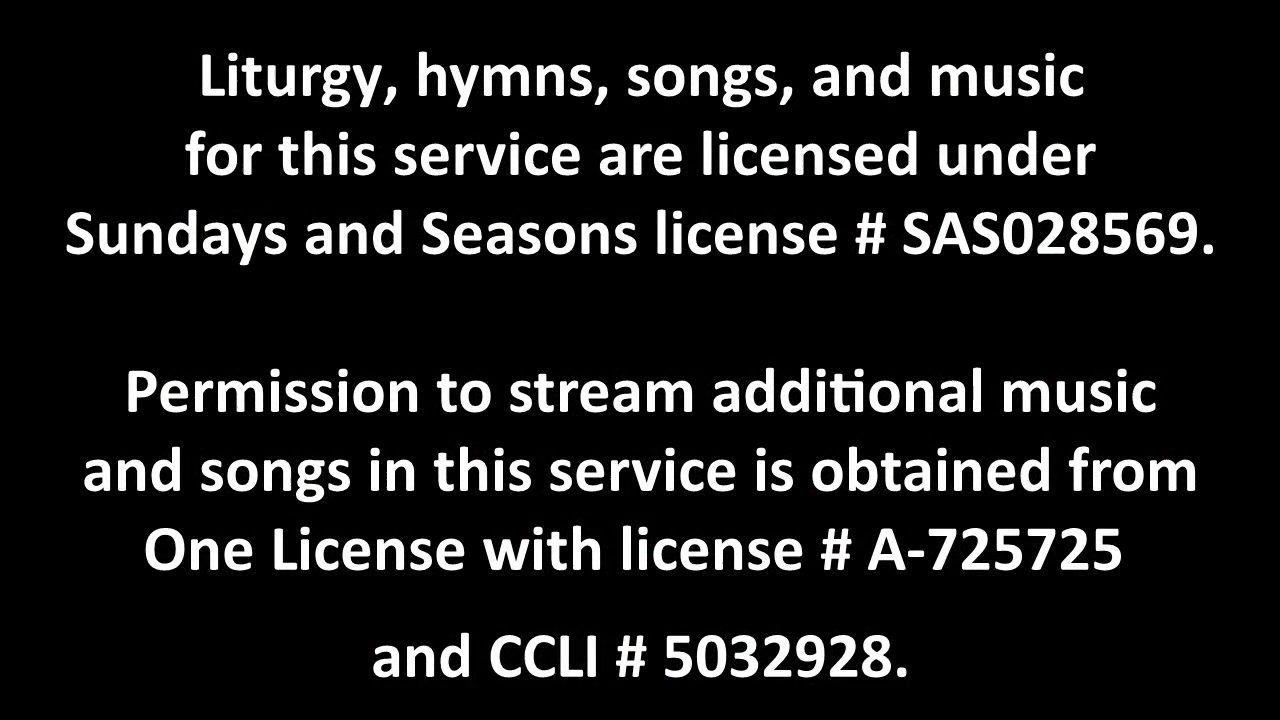 Liturgy, hymns, songs, and music
for this service are licensed under
Sundays and Seasons license # SAS028569.
Permission to stream additional music
and songs in this service is obtained from
One License with license # A-725725
and CCLI # 5032928.